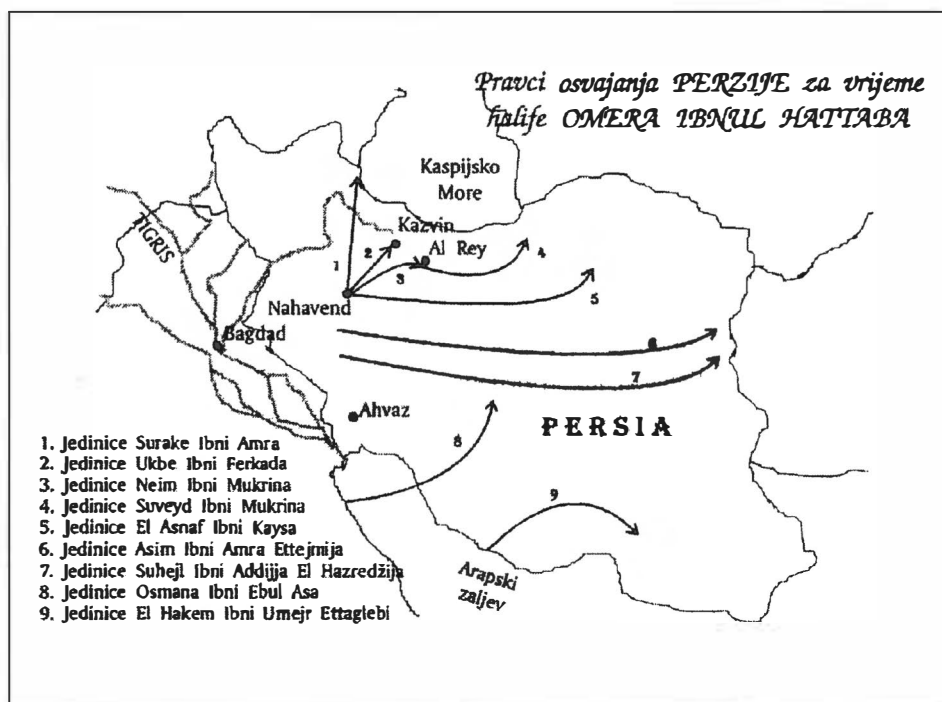 Pravci osvajanja PERZIJE za vrijeme
halife OMERA IBNUL HATTABA
Kaspijsko
More
Kazvin
Al Rey
TIGRIS
1
2
3
4
5
Nahavend
Bagdad
6
7
Ahvaz
PERSIA
8
9
Arapski
zaljev
1. Jedinice Surake Ibni Amra
2. Jedinice Ukbe Ibni Ferkada
3. Jedinice Neim Ibni Mukrina
4. Jedinice Suveyd Ibni Mukrina
5. Jedinice El Asnaf Ibni Kaysa
6. Jedinice Asim Ibni Amra Ettejmija
7. Jedinice Suhejl Ibni Addijja El Hazredžija
8. Jedinice Osmana Ibni Ebul Asa
9. Jedinice El Hakem Ibni Umejr Ettaglebi